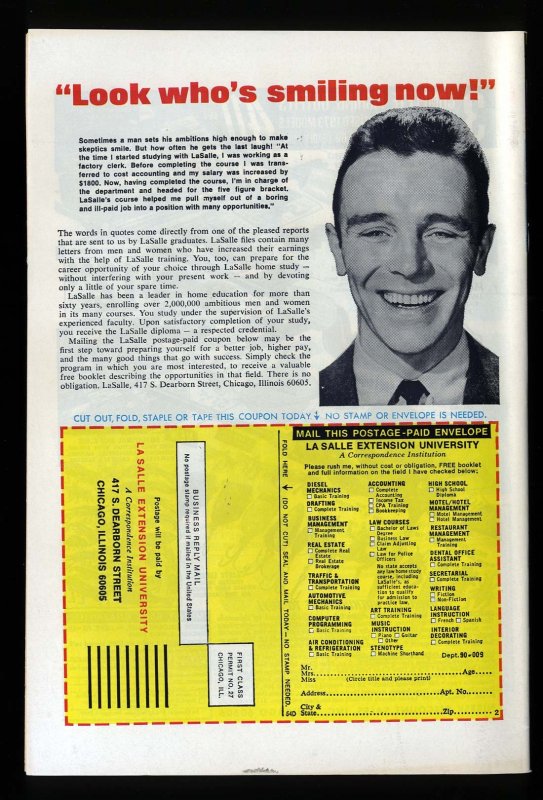 “Look who’s smiling now!”
Sometimes a man sets his ambitions high enough to make
skeptics smile. But how often he gets the last laugh! “At
the time I started studying with LaSalle, I was working as a
factory clerk. Before completing the course I was trans-
ferred to cost accounting and my salary was increased by
$1800. Now, having completed the course, I’m in charge of
the department and headed for the five figure bracket.
LaSalle’s course helped me pull myself out of a boring
and ill-paid job into a position with many opportunities.”
The words in quotes come directly from one of the pleased reports
that are sent to us by LaSalle graduates. LaSalle files contain many
letters from men and women who have increased their earnings
with the help of LaSalle training. You, too, can prepare for the
career opportunity of your choice through LaSalle home study —
without interfering with your present work — and by devoting
only a little of your spare time.
LaSalle has been a leader in home education for more than
sixty years, enrolling over 2,000,000 ambitious men and women
in its many courses. You study under the supervision of LaSalle’s
experienced faculty. Upon satisfactory completion of your study,
you receive the LaSalle diploma — a respected credential.
Mailing the LaSalle postage-paid coupon below may be the
first step toward preparing yourself for a better job, higher pay,
and the many good things that go with success. Simply check the
program in which you are most interested, to receive a valuable
free booklet describing the opportunities in that field. There is no
obligation. LaSalle, 417 S. Dearborn Street, Chicago, Illinois 60605.
CUT OUT, FOLD, STAPLE OR TAPE THIS COUPON TODAY NO STAMP OR ENVELOPE IS NEEDED.
FIRST CLASS
PERMIT NO. 27
CHICAGO, ILL.
BUSINESS REPLY MAIL
No postage stamp required if mailed in the United States
Postage will be paid by
LA SALLE EXTENSION UNIVERSITY
A Correspondence Institution
417 S. DEARBORN STREET
CHICAGO, ILLINOIS 60605
FOLD HERE (DO NOT CUT) SEAL AND MAIL TODAY—NO STAMP NEEDED.
MAIL THIS POSTAGE-PAID ENVELOPE
LA SALLE EXTENSION UNIVERSITY
A Correspondence Institution
Please rush me, without cost or obligation, FREE booklet
and full information on the field I have checked below:
DIESEL
MECHANICS
Basic Training
DRAFTING
Complete Training
BUSINESS
MANAGEMENT
Management
Training
REAL ESTATE
Complete Real
Estate
Real Estate
Brokerage
TRAFFIC &
TRANSPORTATION
Complete Training
AUTOMOTIVE
MECHANICS
Basic Training
COMPUTER
PROGRAMMING
Basic Training
AIR CONDITIONING
& REFRIGERATION
Basic Training
ACCOUNTING
Complete
Accounting
Income Tax
CPA Training
Bookkeeping
LAW COURSES
Bachelor of Laws
Degree
Business Law
Claim Adjusting
Law
Law for Police
Officers
No state accepts
any law home study
course, including
LaSalle’s, as
sufficient educa-
tion to qualify
for admission to
practice law.
ART TRAINING
Complete Training
MUSIC
INSTRUCTION
Piano Guitar
Other
STENOTYPE
Machine Shorthand
HIGH SCHOOL
High School
Diploma
MOTEL/HOTEL
MANAGEMENT
Motel Management
Hotel Management
RESTAURANT
MANAGEMENT
Management
Training
DENTAL OFFICE
ASSISTANT
Complete Training
SECRETARIAL
Complete Training
WRITING
Fiction
Non-Fiction
LANGUAGE
INSTRUCTION
French Spanish
INTERIOR
DECORATING
Complete Training
Dept. 90-009
Mr.
Mrs. Age
Miss (Circle title and please print)
Address Apt. No.
City &
State Zip 2
54D